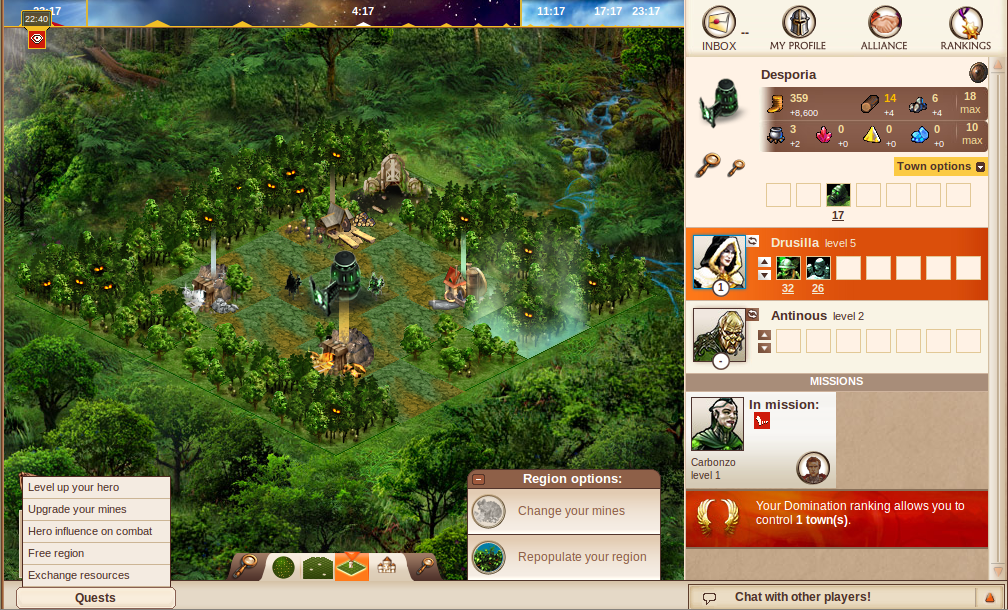 22:40
4:17
11:17
17:17
23:17
INBOX
--
MY PROFILE
ALLIANCE
RANKINGS
Desporia
359
+8,600
14
+4
6
+4
18
max
3
+2
0
+0
0
+0
0
+0
10
max
Town options
17
Drusilla level 5
1
32
26
Antinous level 2
-
MISSIONS
In mission:
Carbonzo
level 1
Your Domination ranking allows you to
control 1 town(s).
Region options:
Change your mines
Repopulate your region
Level up your hero
Upgrade your mines
Hero influence on combat
Free region
Exchange resources
Quests
Chat with other players!